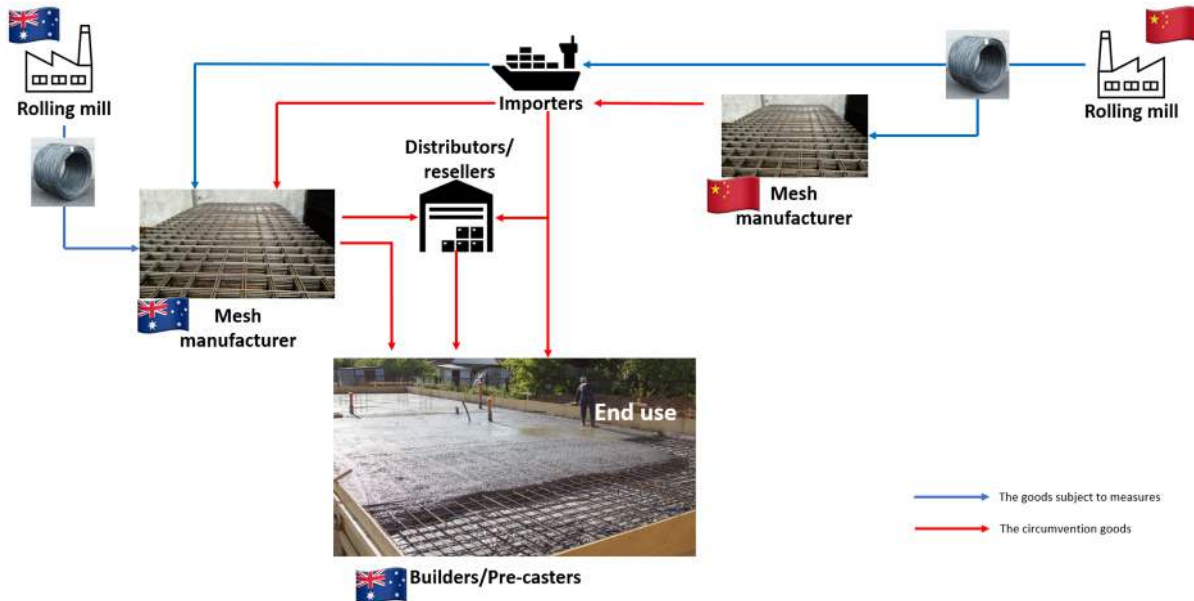 Rolling mill
Importers
Rolling mill
Distributors/
resellers
Mesh
manufacturer
Mesh
manufacturer
End use
The goods subject to measures
The circumvention goods
Builders/Pre-casters